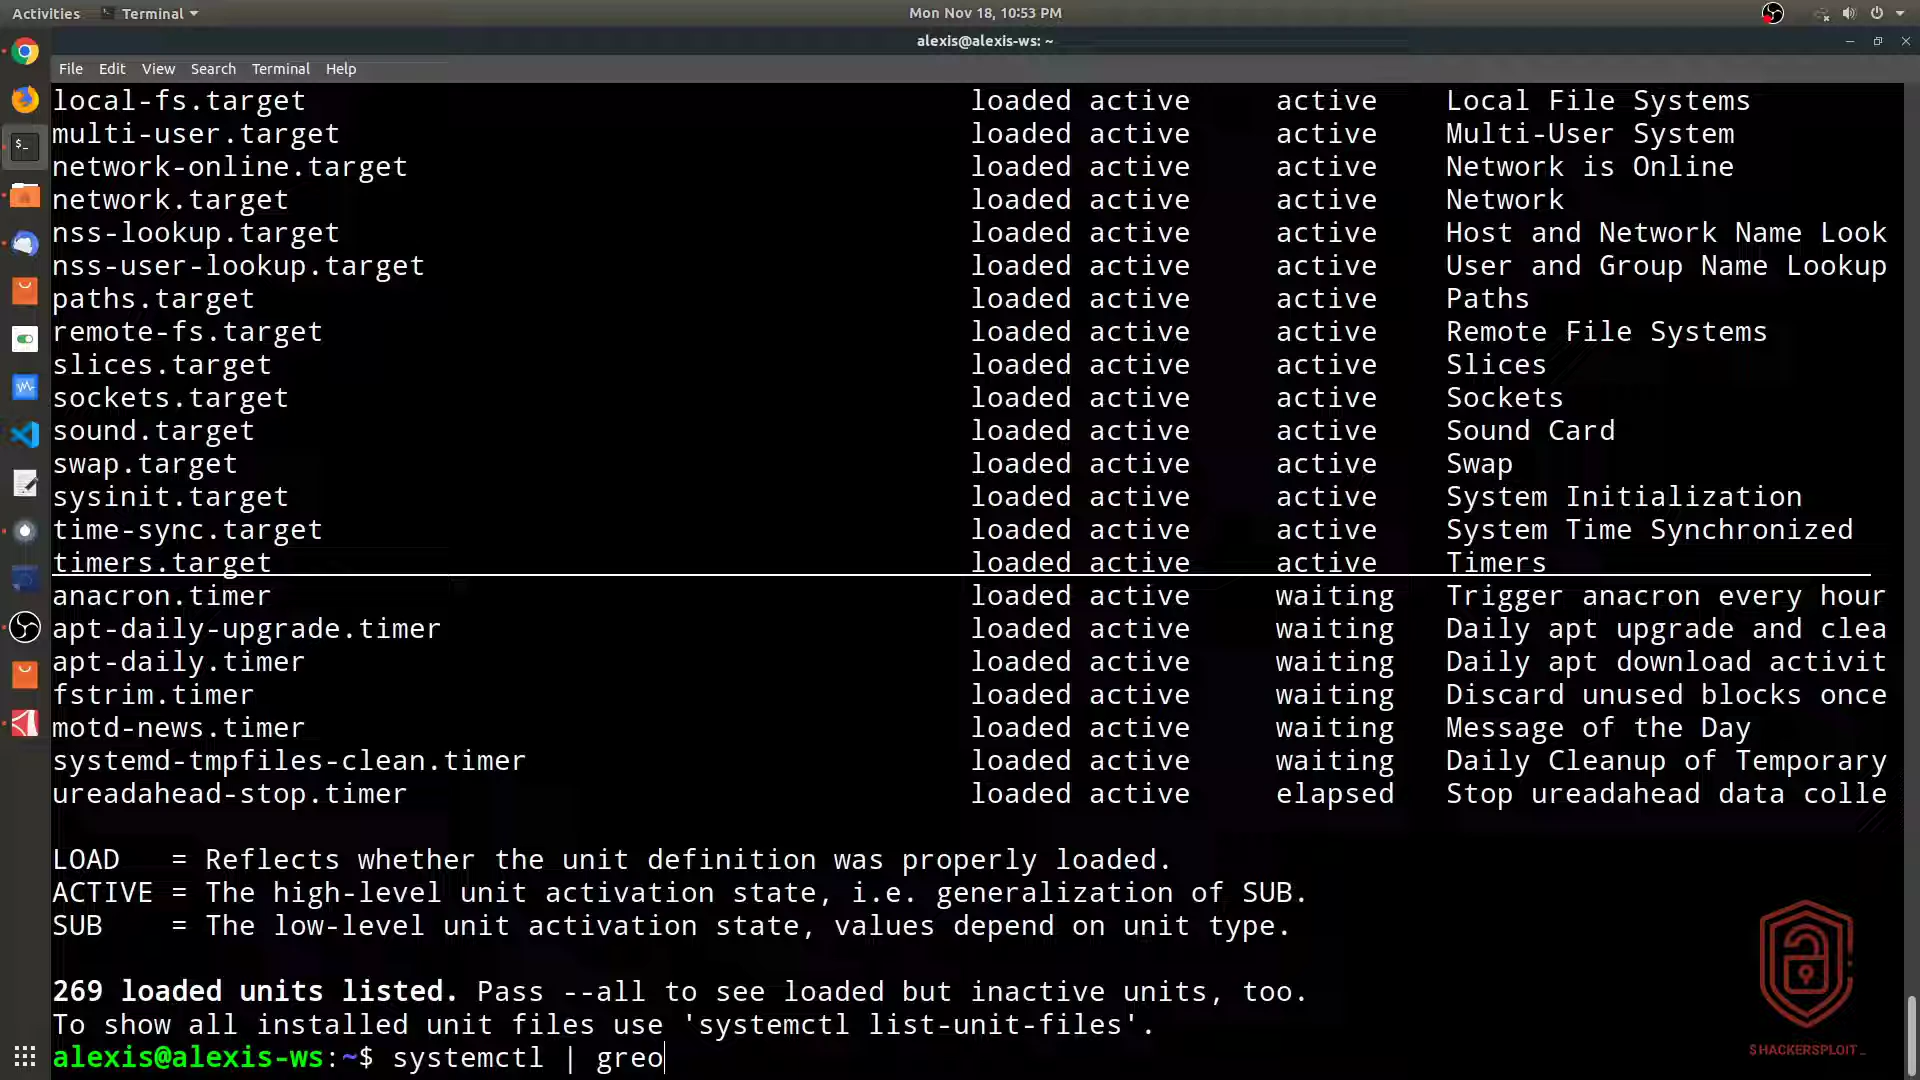 Activities Terminal Mon Nov 18, 10:53 PM
alexis@alexis-ws: ~
File Edit View Search Terminal Help
local-fs.target loaded active active Local File Systems
multi-user.target loaded active active Multi-User System
network-online.target loaded active active Network is Online
network.target loaded active active Network
nss-lookup.target loaded active active Host and Network Name Look
nss-user-lookup.target loaded active active User and Group Name Lookup
paths.target loaded active active Paths
remote-fs.target loaded active active Remote File Systems
slices.target loaded active active Slices
sockets.target loaded active active Sockets
sound.target loaded active active Sound Card
swap.target loaded active active Swap
sysinit.target loaded active active System Initialization
time-sync.target loaded active active System Time Synchronized
timers.target loaded active active Timers
anacron.timer loaded active waiting Trigger anacron every hour
apt-daily-upgrade.timer loaded active waiting Daily apt upgrade and clea
apt-daily.timer loaded active waiting Daily apt download activit
fstrim.timer loaded active waiting Discard unused blocks once
motd-news.timer loaded active waiting Message of the Day
systemd-tmpfiles-clean.timer loaded active waiting Daily Cleanup of Temporary
ureadahead-stop.timer loaded active elapsed Stop ureadahead data colle
LOAD = Reflects whether the unit definition was properly loaded.
ACTIVE = The high-level unit activation state, i.e. generalization of SUB.
SUB = The low-level unit activation state, values depend on unit type.
269 loaded units listed. Pass --all to see loaded but inactive units, too.
To show all installed unit files use 'systemctl list-unit-files'.
alexis@alexis-ws:~$ systemctl | greo
$HACKERSPLOIT_